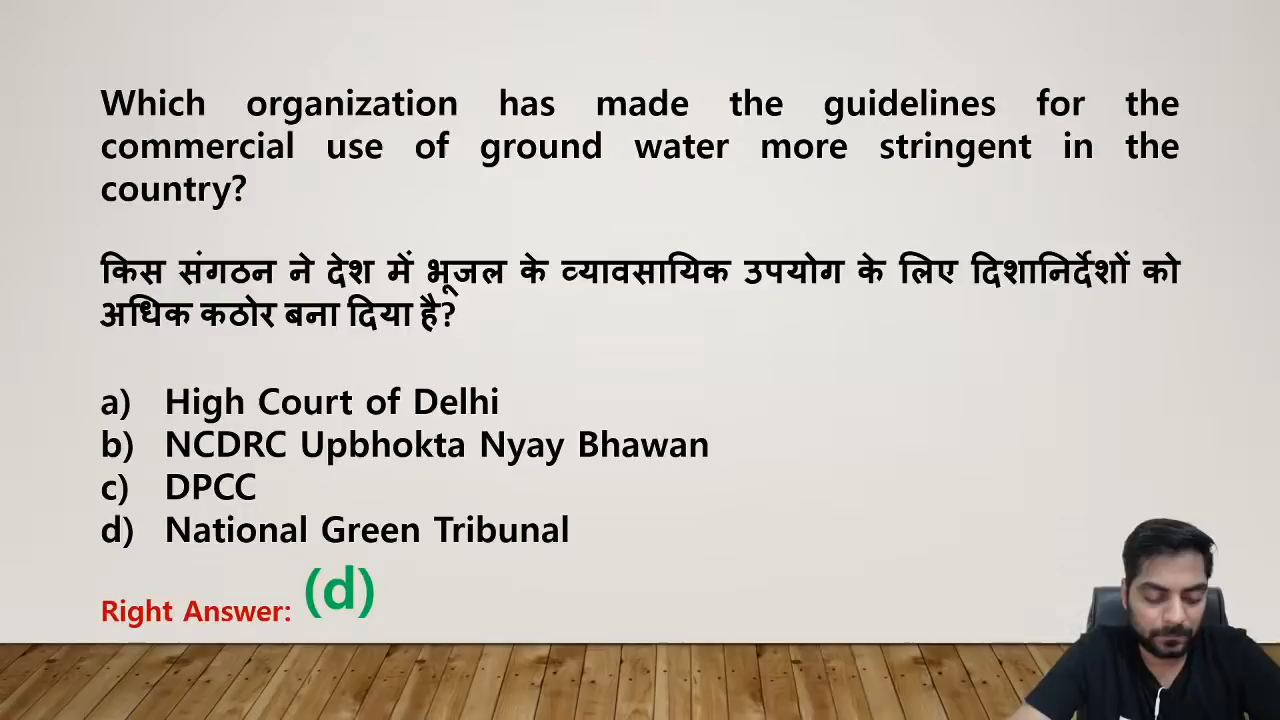 Which organization has made the guidelines for the
commercial use of ground water more stringent in the
country?
किस संगठन ने देश में भूजल के व्यावसायिक उपयोग के लिए दिशानिर्देशों को
अधिक कठोर बना दिया है?
a) High Court of Delhi
b) NCDRC Upbhokta Nyay Bhawan
c) DPCC
d) National Green Tribunal
Right Answer: (d)